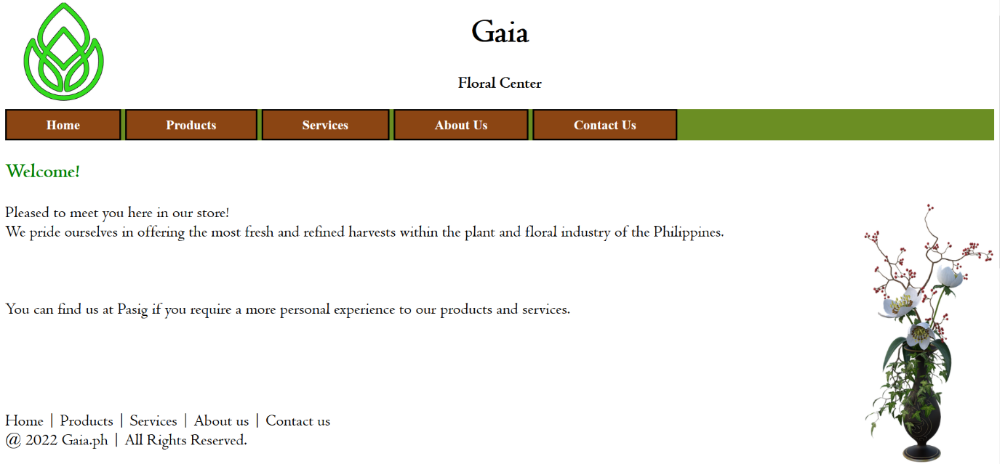 Gaia
Floral Center
Home Products Services About Us Contact Us
Welcome!
Pleased to meet you here in our store!
We pride ourselves in offering the most fresh and refined harvests within the plant and floral industry of the Philippines.
You can find us at Pasig if you require a more personal experience to our products and services.
Home | Products | Services | About us | Contact us
@ 2022 Gaia.ph | All Rights Reserved.